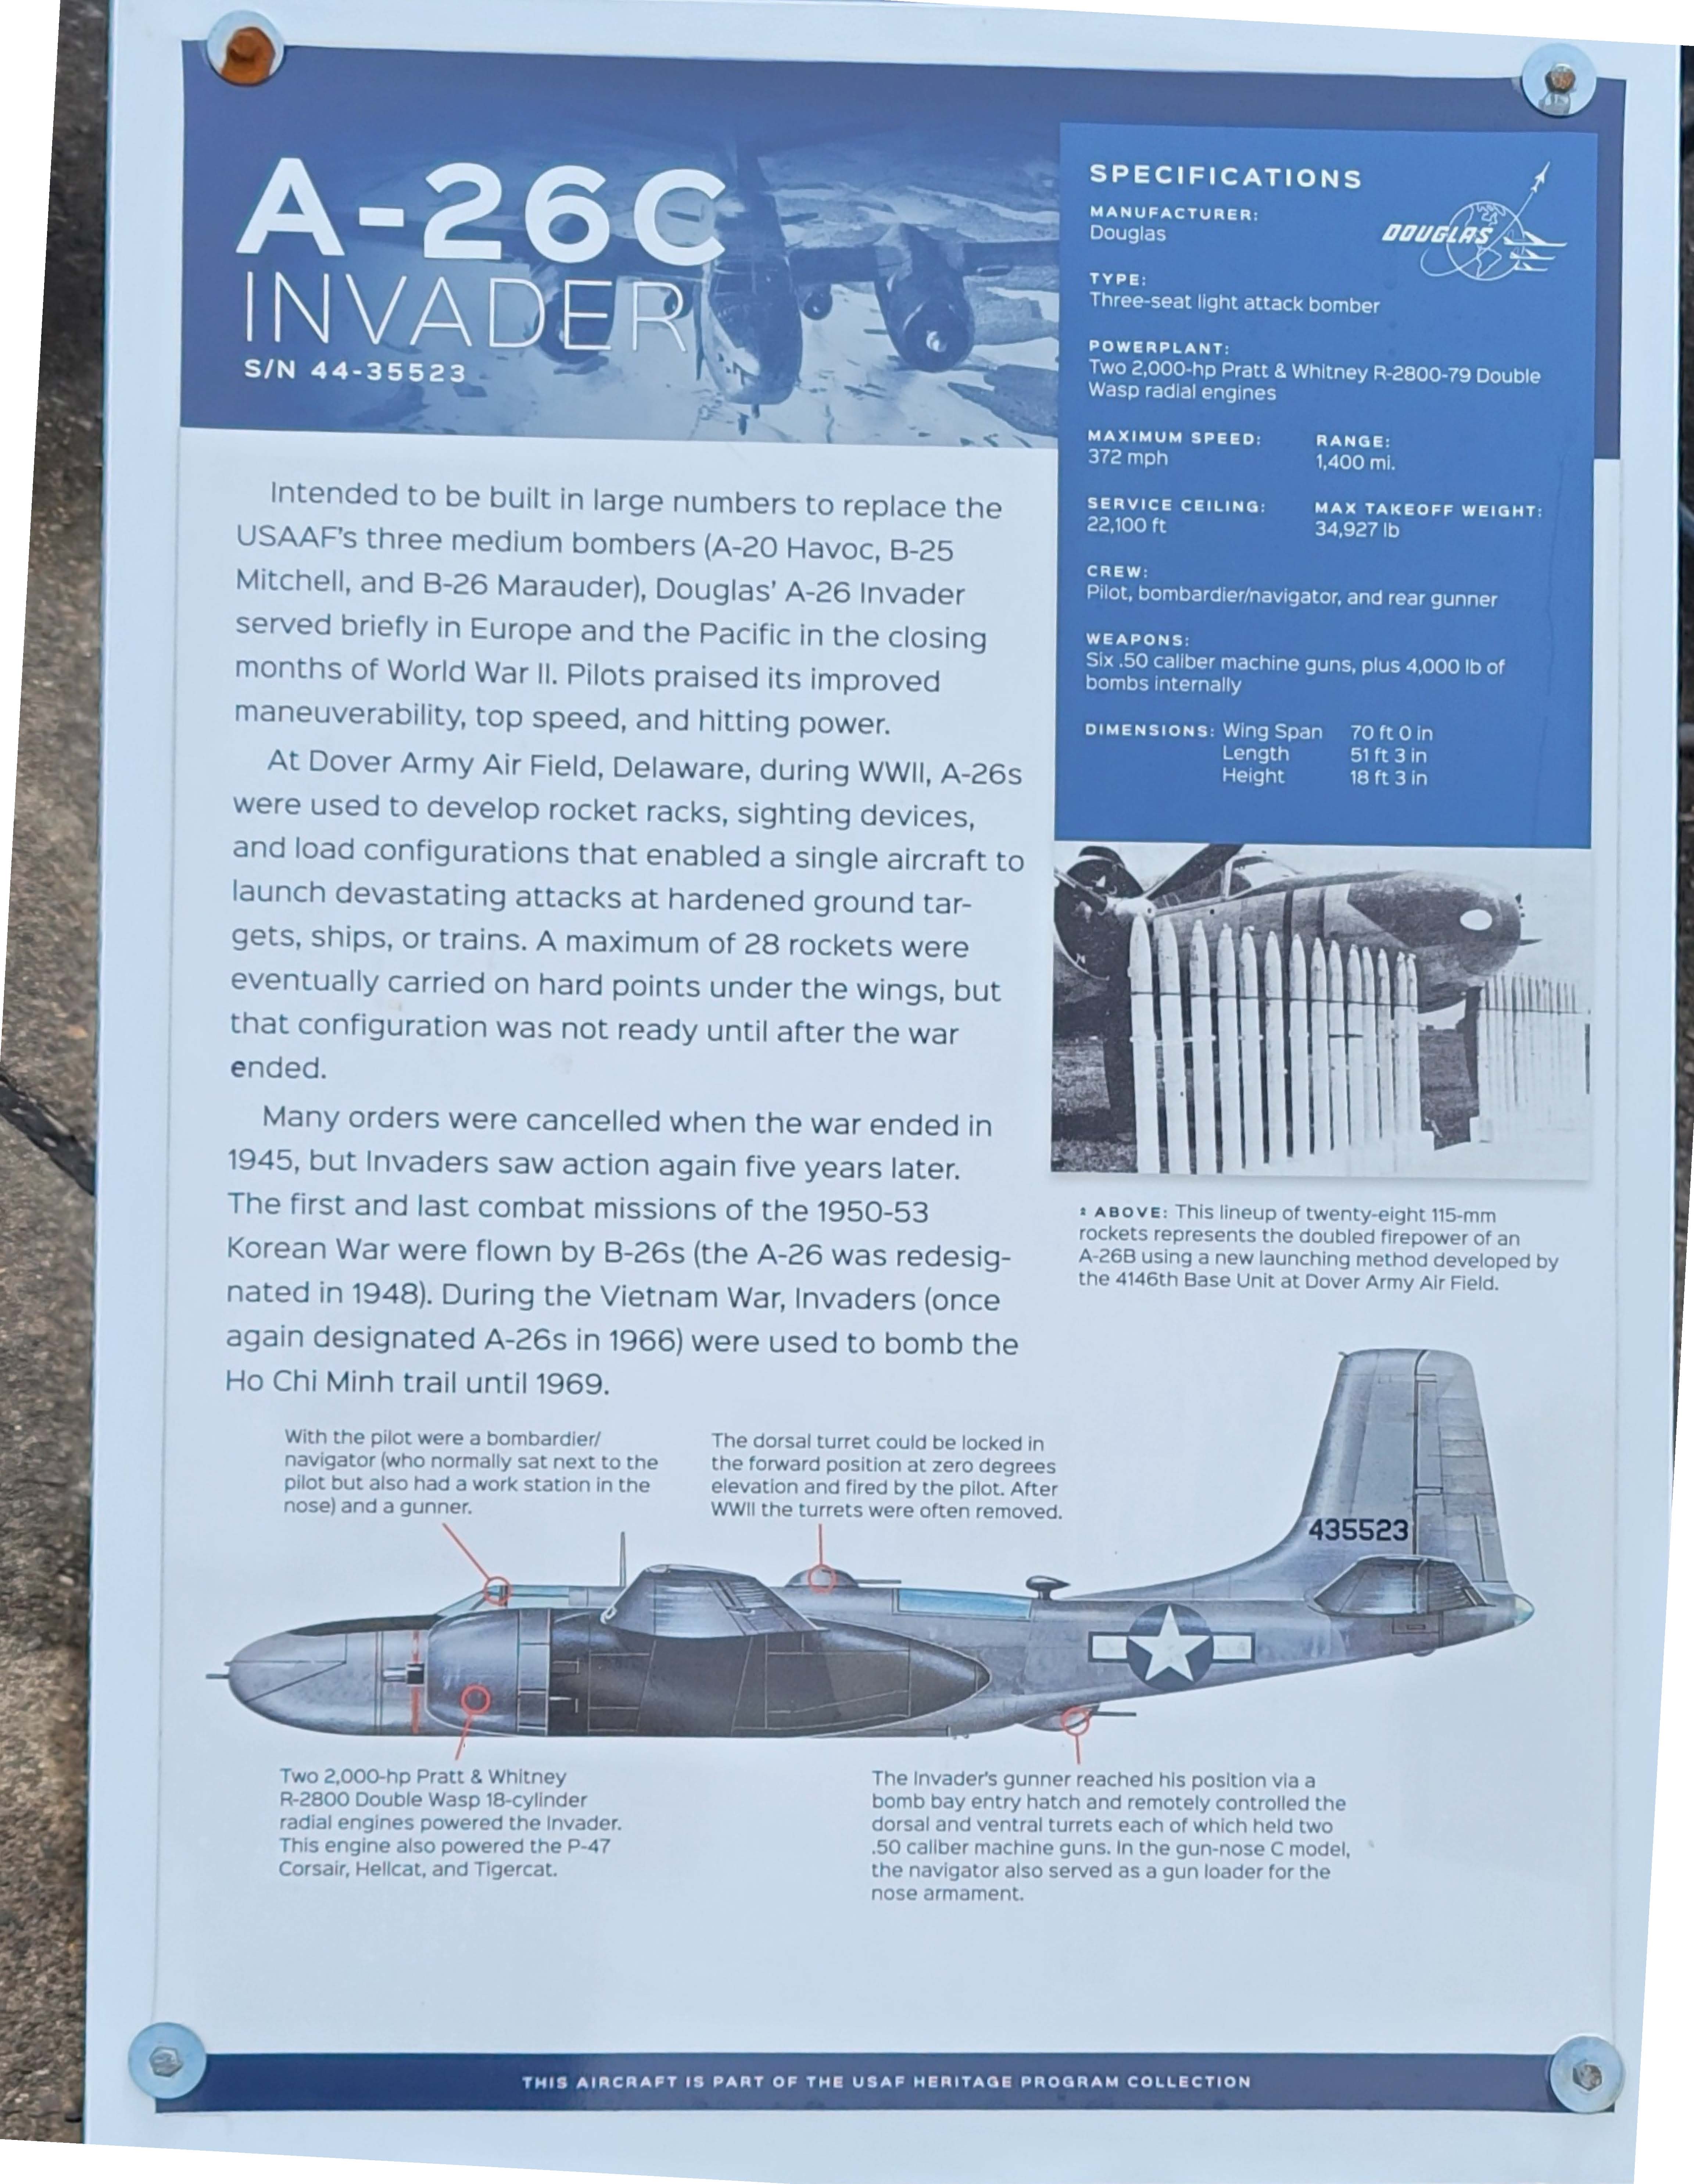 A-26C
INVADER
S/N 44-35523
Intended to be built in large numbers to replace the
USAAF's three medium bombers (A-20 Havoc, B-25
Mitchell, and B-26 Marauder), Douglas' A-26 Invader
served briefly in Europe and the Pacific in the closing
months of World War II. Pilots praised its improved
maneuverability, top speed, and hitting power.
At Dover Army Air Field, Delaware, during WWII, A-26s
were used to develop rocket racks, sighting devices,
and load configurations that enabled a single aircraft to
launch devastating attacks at hardened ground tar-
gets, ships, or trains. A maximum of 28 rockets were
eventually carried on hard points under the wings, but
that configuration was not ready until after the war
ended.
Many orders were cancelled when the war ended in
1945, but Invaders saw action again five years later.
The first and last combat missions of the 1950-53
Korean War were flown by B-26s (the A-26 was redesig-
nated in 1948). During the Vietnam War, Invaders (once
again designated A-26s in 1966) were used to bomb the
Ho Chi Minh trail until 1969.
SPECIFICATIONS
DOUGLAS
MANUFACTURER:
Douglas
TYPE:
Three-seat light attack bomber
POWERPLANT:
Two 2,000-hp Pratt & Whitney R-2800-79 Double
Wasp radial engines
MAXIMUM SPEED:
372 mph
RANGE:
1,400 mi.
SERVICE CEILING:
22,100 ft
MAX TAKEOFF WEIGHT:
34,927 lb
CREW:
Pilot, bombardier/navigator, and rear gunner
WEAPONS:
Six .50 caliber machine guns, plus 4,000 lb of
bombs internally
DIMENSIONS: Wing Span 70 ft 0 in
Length 51 ft 3 in
Height 18 ft 3 in
ABOVE: This lineup of twenty-eight 115-mm
rockets represents the doubled firepower of an
A-26B using a new launching method developed by
the 4146th Base Unit at Dover Army Air Field.
With the pilot were a bombardier/
navigator (who normally sat next to the
pilot but also had a work station in the
nose) and a gunner.
The dorsal turret could be locked in
the forward position at zero degrees
elevation and fired by the pilot. After
WWII the turrets were often removed.
435523
Two 2,000-hp Pratt & Whitney
R-2800 Double Wasp 18-cylinder
radial engines powered the Invader.
This engine also powered the P-47
Corsair, Hellcat, and Tigercat.
The Invader's gunner reached his position via a
bomb bay entry hatch and remotely controlled the
dorsal and ventral turrets each of which held two
.50 caliber machine guns. In the gun-nose C model,
the navigator also served as a gun loader for the
nose armament.
THIS AIRCRAFT IS PART OF THE USAF HERITAGE PROGRAM COLLECTION